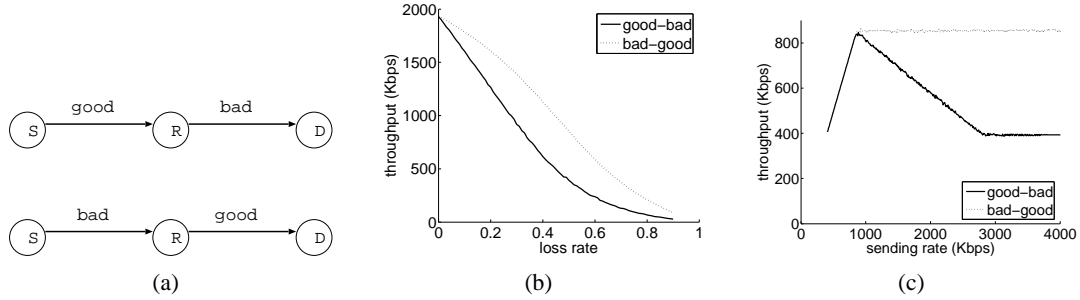 good
bad
S
R
D
bad
good
S
R
D
(a)
2000
1500
1000
500
0
0
0.2
0.4
0.6
0.8
1
throughput (Kbps)
loss rate
good−bad
bad−good
(b)
800
600
400
200
0
0
1000
2000
3000
4000
throughput (Kbps)
sending rate (Kbps)
good−bad
bad−good
(c)